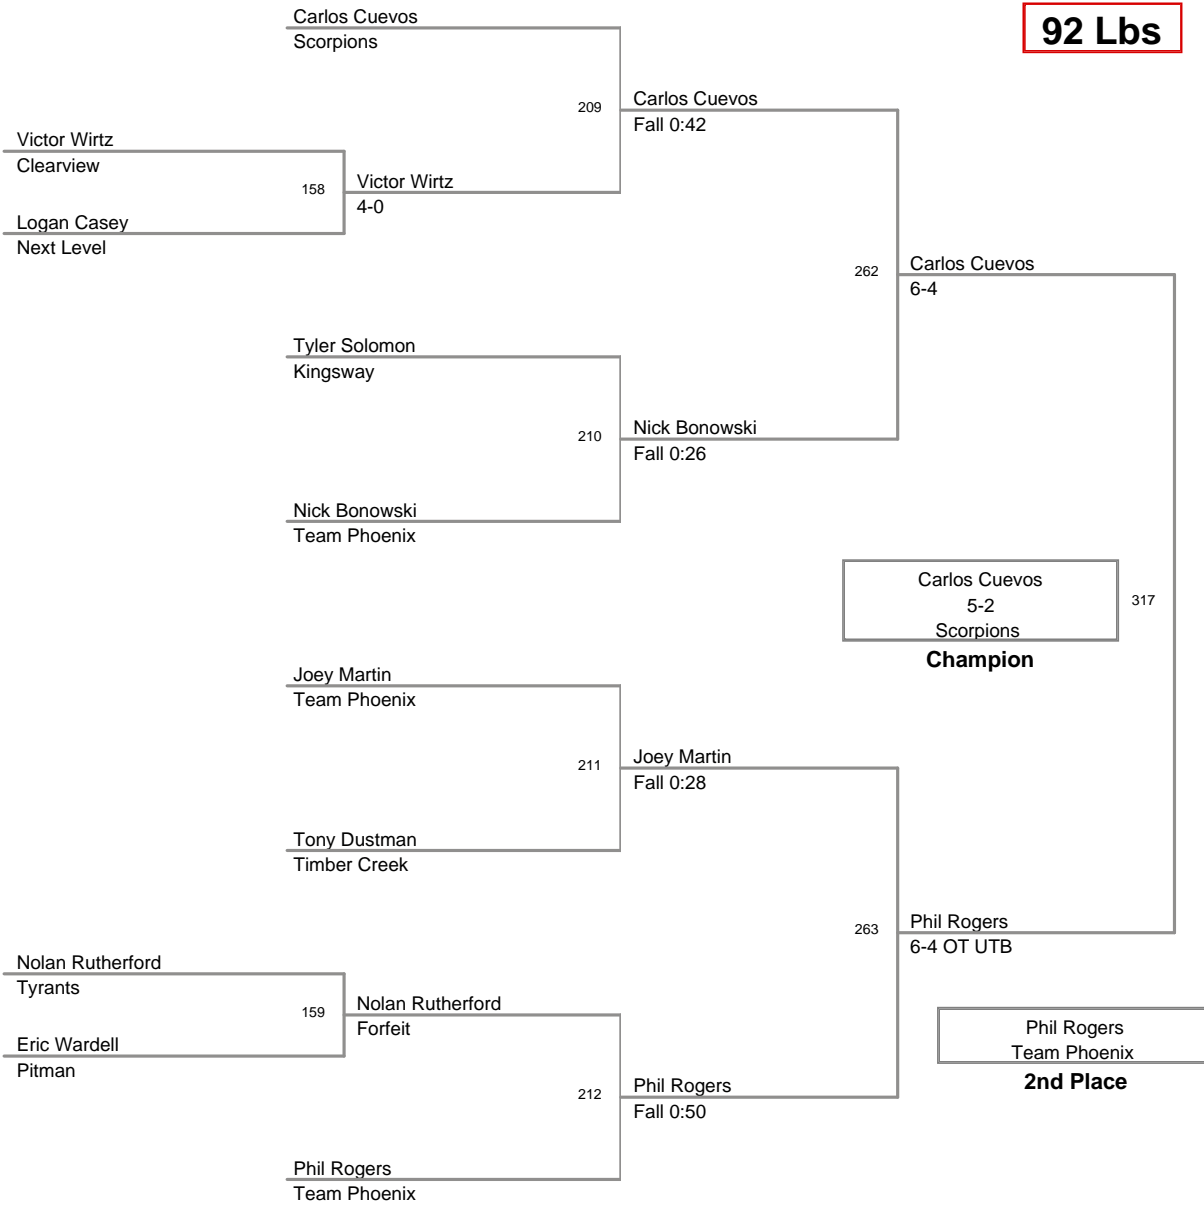 Carlos Cuevos
Scorpions
92 Lbs
209
Carlos Cuevos
Fall 0:42
Victor Wirtz
Clearview
158
Victor Wirtz
4-0
Logan Casey
Next Level
262
Carlos Cuevos
6-4
Tyler Solomon
Kingsway
210
Nick Bonowski
Fall 0:26
Nick Bonowski
Team Phoenix
Carlos Cuevos
5-2
Scorpions
317
Champion
Joey Martin
Team Phoenix
211
Joey Martin
Fall 0:28
Tony Dustman
Timber Creek
263
Phil Rogers
6-4 OT UTB
Nolan Rutherford
Tyrants
159
Nolan Rutherford
Forfeit
Eric Wardell
Pitman
Phil Rogers
Team Phoenix
2nd Place
212
Phil Rogers
Fall 0:50
Phil Rogers
Team Phoenix